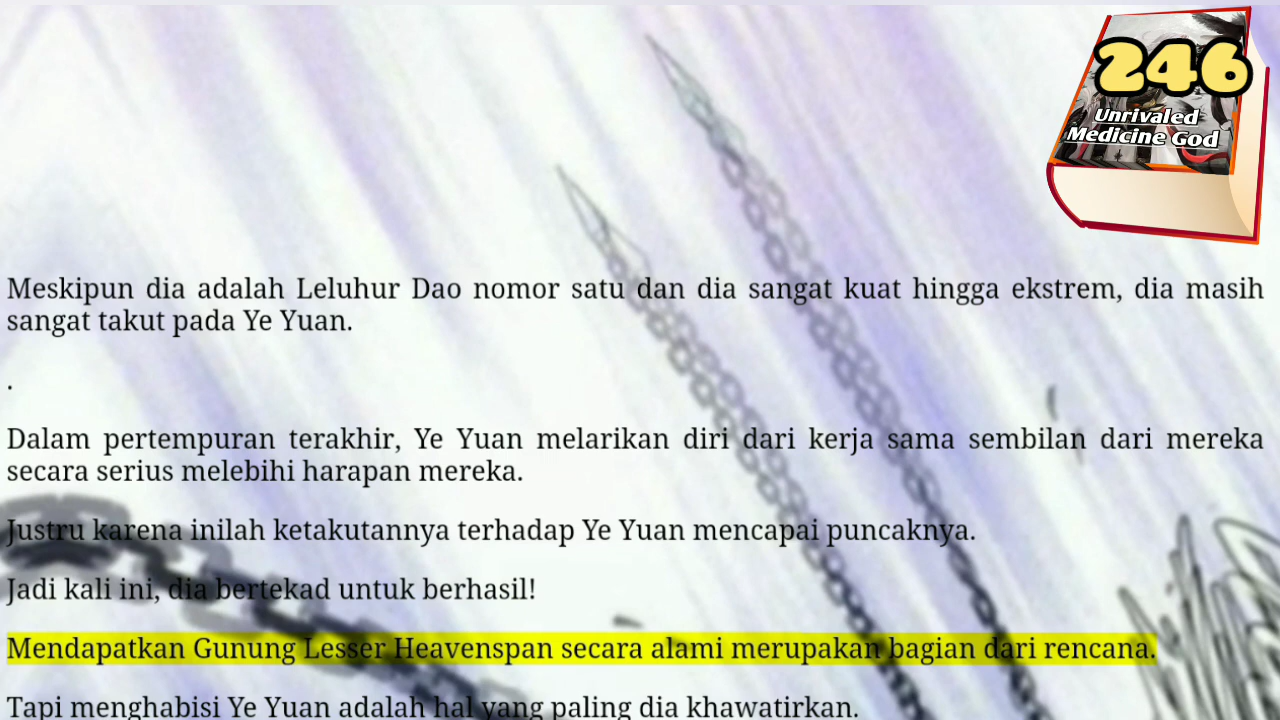 246
Unrivaled
Medicine God
Meskipun dia adalah Leluhur Dao nomor satu dan dia sangat kuat hingga ekstrem, dia masih
sangat takut pada Ye Yuan.
.
Dalam pertempuran terakhir, Ye Yuan melarikan diri dari kerja sama sembilan dari mereka
secara serius melebihi harapan mereka.
Justru karena inilah ketakutannya terhadap Ye Yuan mencapai puncaknya.
Jadi kali ini, dia bertekad untuk berhasil!
Mendapatkan Gunung Lesser Heavenspan secara alami merupakan bagian dari rencana.
Tapi menghabisi Ye Yuan adalah hal yang paling dia khawatirkan.